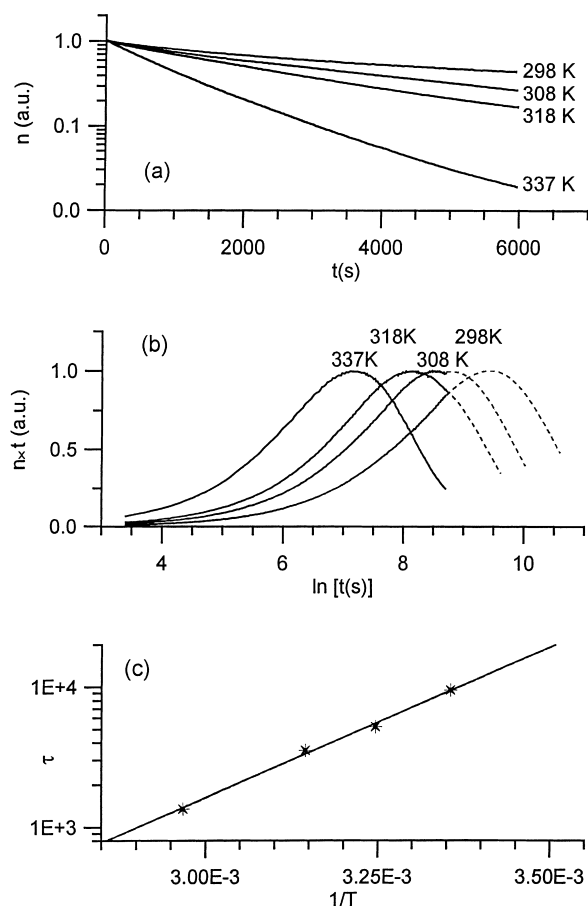 1.0
298 K
308 K
318 K
337 K
0.1
0.0
n (a.u.)
(a)
0 2000 4000 6000
t(s)
(b)
318K 298K
337K 308 K
1.0
0.5
0.0
n×t (a.u.)
4 6 8 10
ln [t(s)]
(c)
1E+4
1E+3
τ
3.00E-3 3.25E-3 3.50E-3
1/T